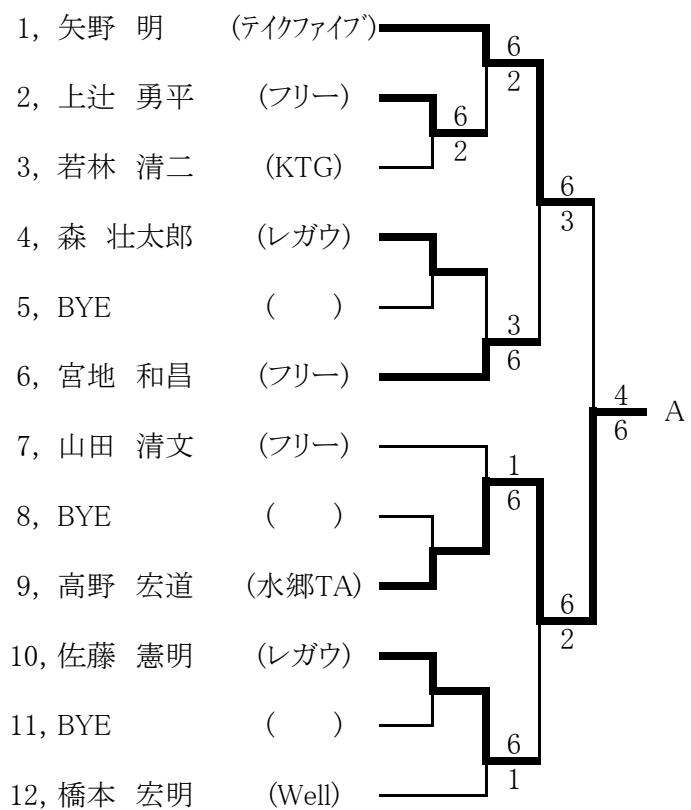 1, 矢野 明 (テイクファイブ)
6
2
2, 上辻 勇平 (フリー)
6
2
3, 若林 清二 (KTG)
6
3
4, 森 壮太郎 (レガウ)
5, BYE ( )
3
6
6, 宮地 和昌 (フリー)
4
6
A
7, 山田 清文 (フリー)
1
6
8, BYE ( )
9, 高野 宏道 (水郷TA)
6
2
10, 佐藤 憲明 (レガウ)
11, BYE ( )
6
1
12, 橋本 宏明 (Well)